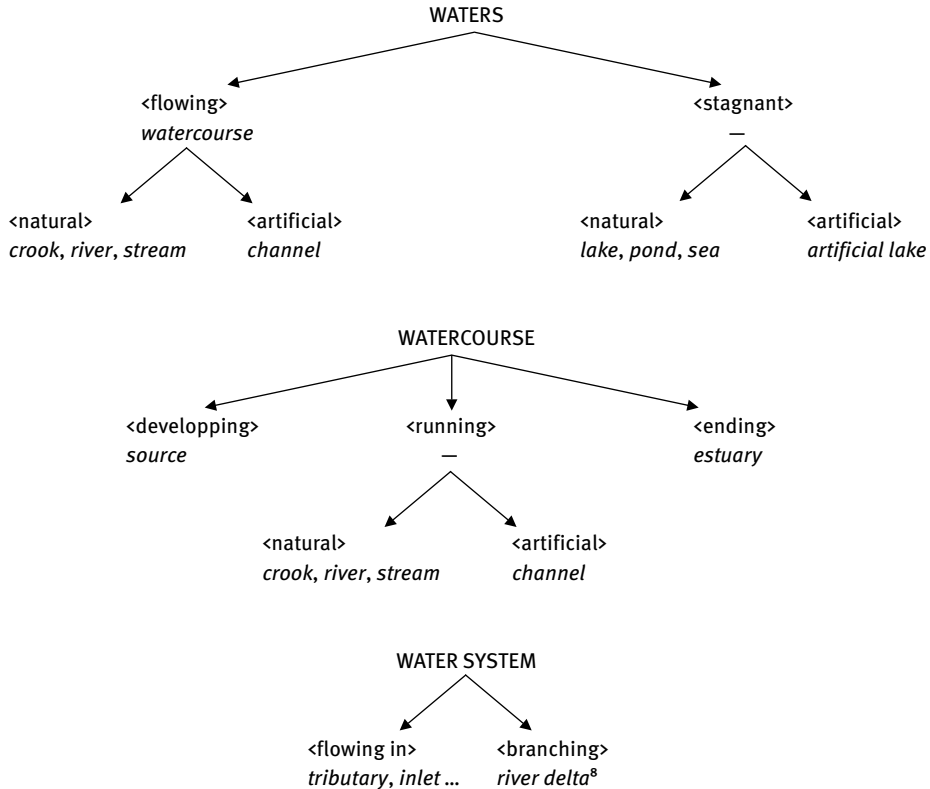 WATERS
<flowing> <stagnant>
watercourse —
<natural> <artificial> <natural> <artificial>
crook, river, stream channel lake, pond, sea artificial lake
WATERCOURSE
<developping> <running> <ending>
source — estuary
<natural> <artificial>
crook, river, stream channel
WATER SYSTEM
<flowing in> <branching>
tributary, inlet ... river delta⁸